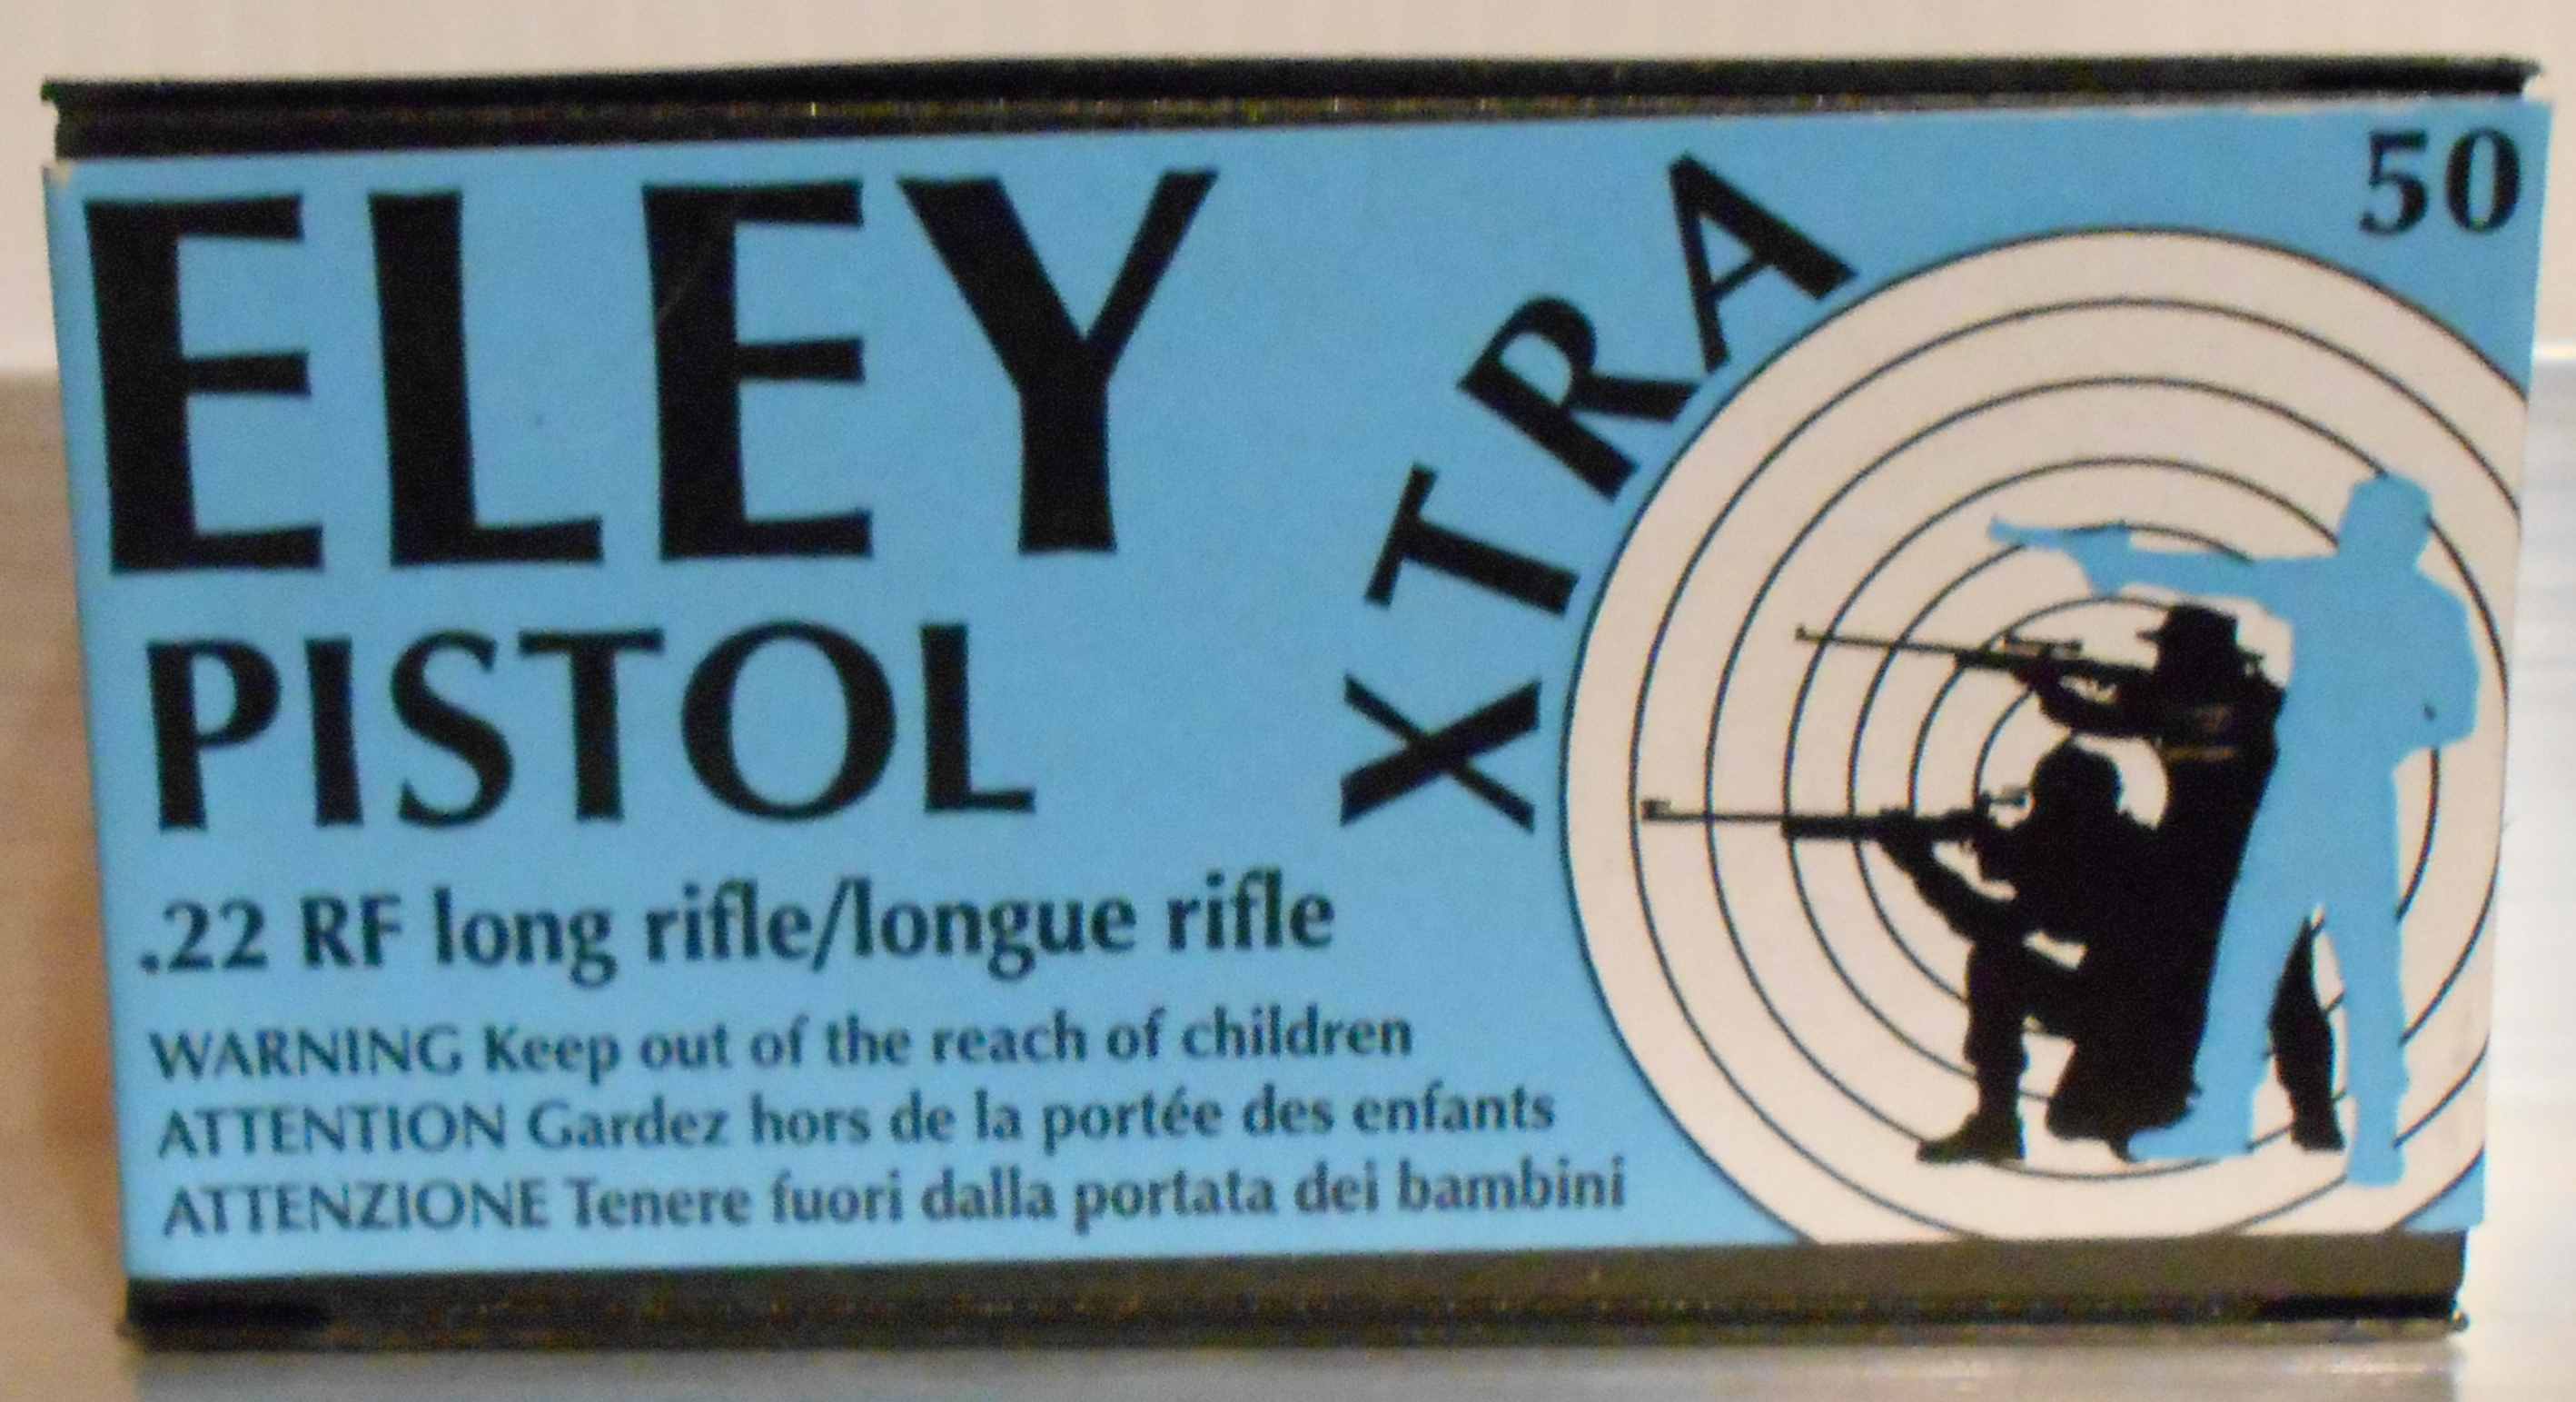 ELEY
XTRA
50
PISTOL
.22 RF long rifle/longue rifle
WARNING Keep out of the reach of children
ATTENTION Gardez hors de la portée des enfants
ATTENZIONE Tenere fuori dalla portata dei bambini